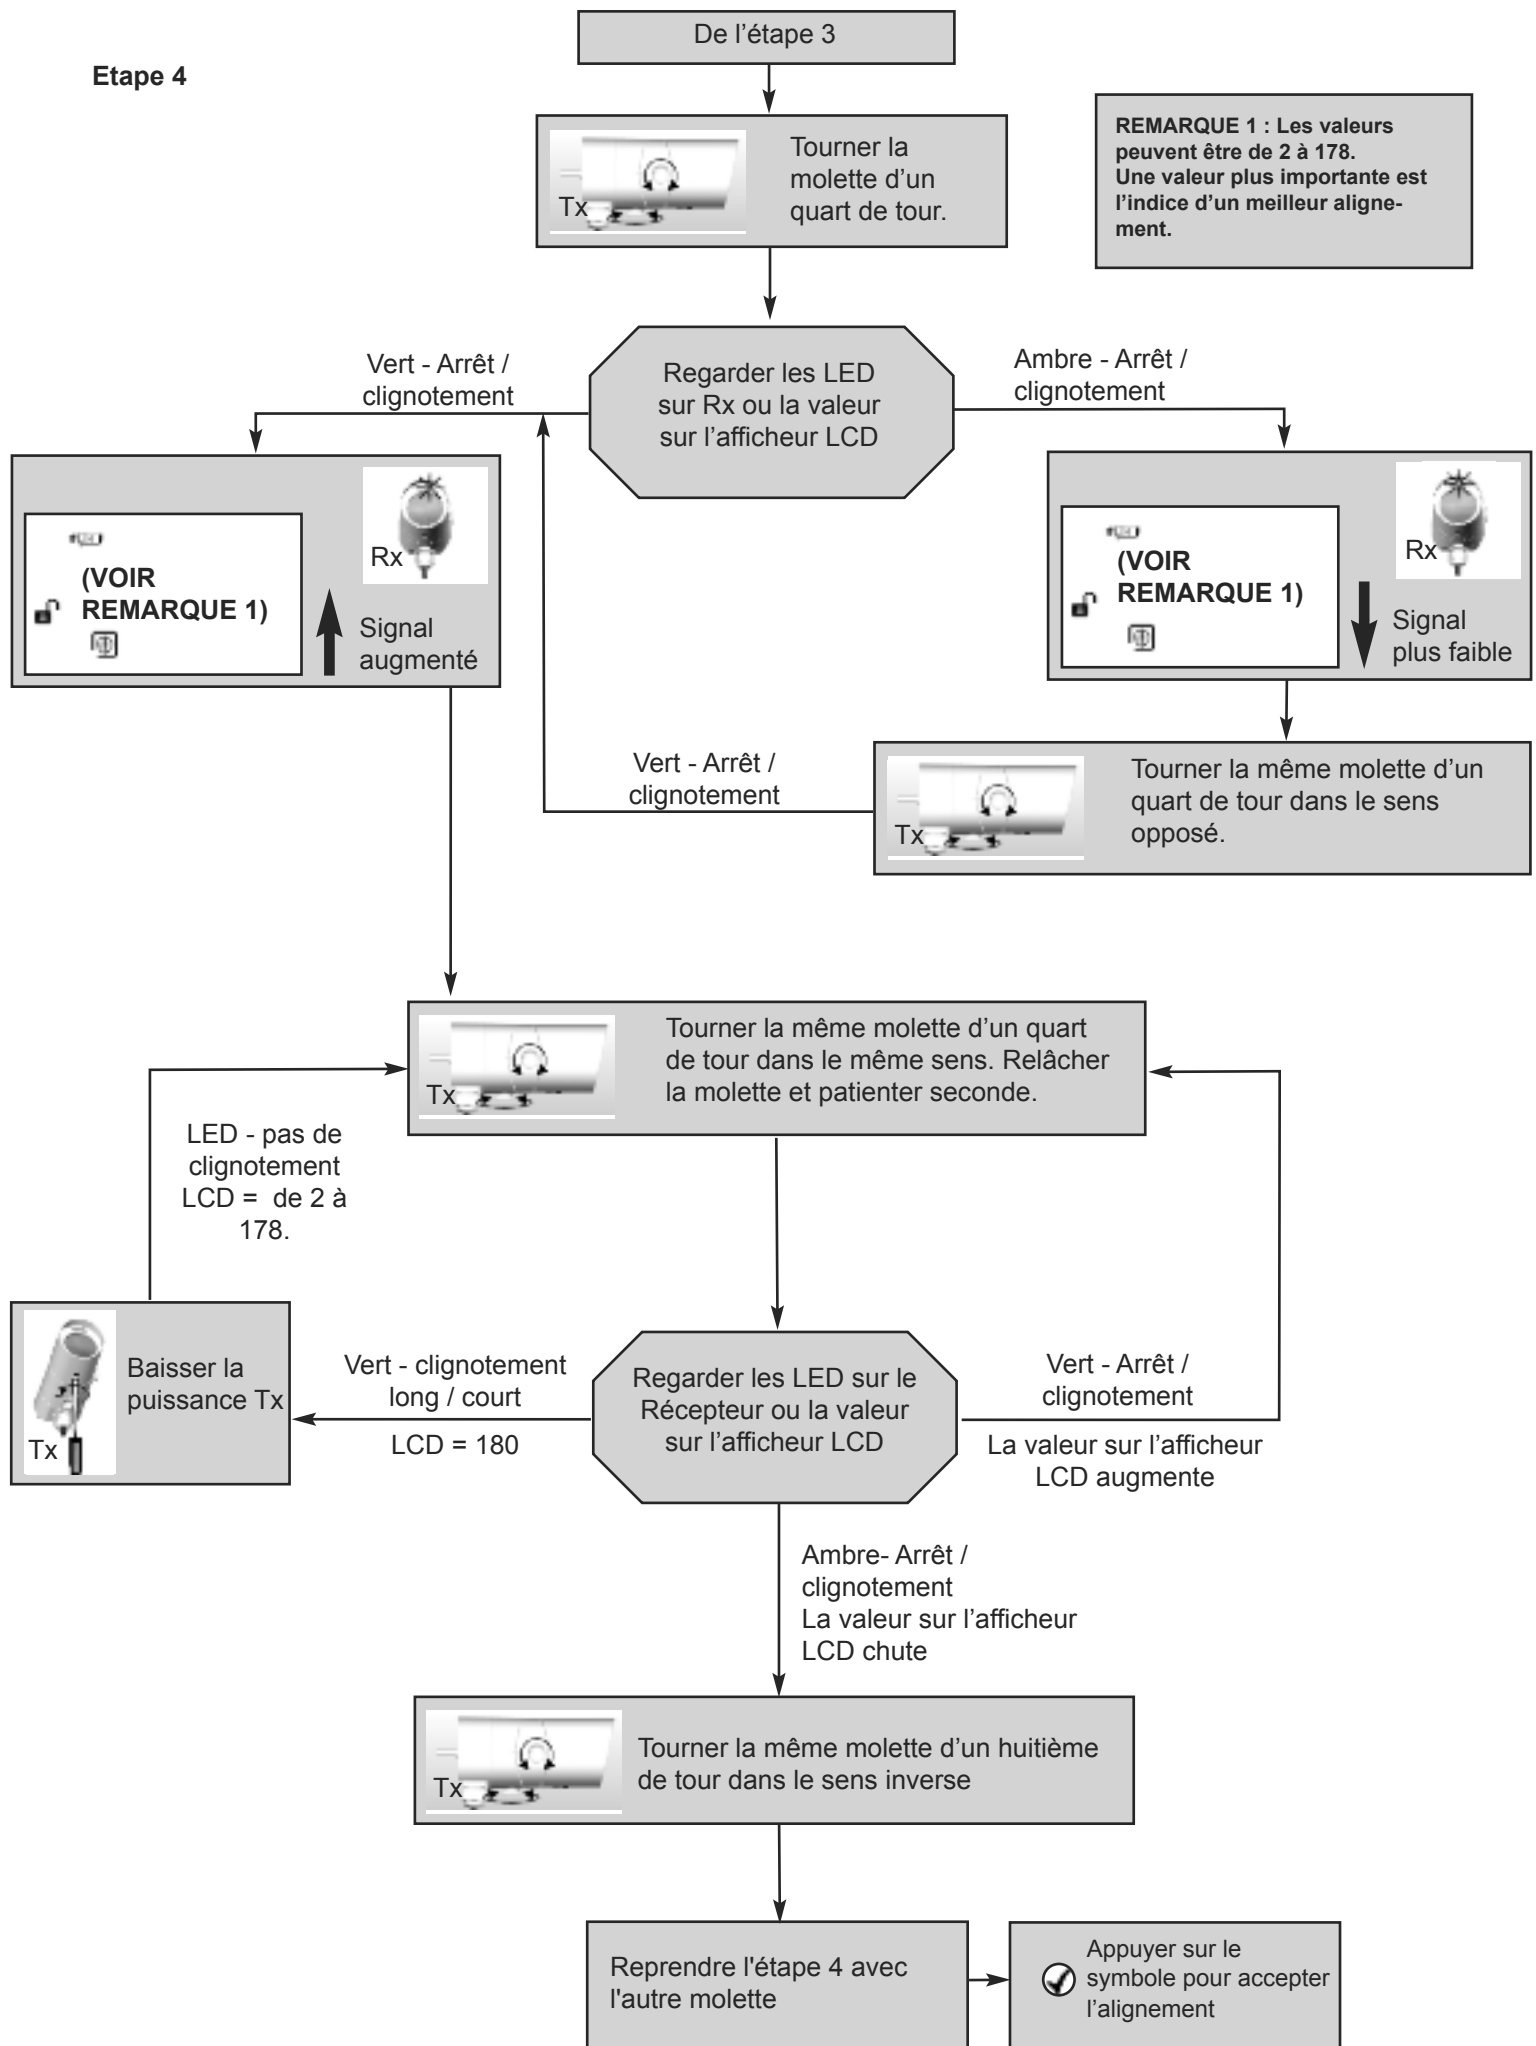 De l’étape 3
Etape 4
Tx
Tourner la
molette d’un
quart de tour.
REMARQUE 1 : Les valeurs
peuvent être de 2 à 178.
Une valeur plus importante est
l’indice d’un meilleur aligne-
ment.
Vert - Arrêt /
clignotement
Regarder les LED
sur Rx ou la valeur
sur l’afficheur LCD
Ambre - Arrêt /
clignotement
(VOIR
REMARQUE 1)
Rx
Signal
augmenté
(VOIR
REMARQUE 1)
Rx
Signal
plus faible
Vert - Arrêt /
clignotement
Tx
Tourner la même molette d’un
quart de tour dans le sens
opposé.
Tx
Tourner la même molette d’un quart
de tour dans le même sens. Relâcher
la molette et patienter seconde.
LED - pas de
clignotement
LCD =  de 2 à
178.
Tx
Baisser la
puissance Tx
Vert - clignotement
long / court
LCD = 180
Regarder les LED sur le
Récepteur ou la valeur
sur l’afficheur LCD
Vert - Arrêt /
clignotement
La valeur sur l’afficheur
LCD augmente
Ambre- Arrêt /
clignotement
La valeur sur l’afficheur
LCD chute
Tx
Tourner la même molette d’un huitième
de tour dans le sens inverse
Reprendre l'étape 4 avec
l'autre molette
Appuyer sur le
symbole pour accepter
l’alignement